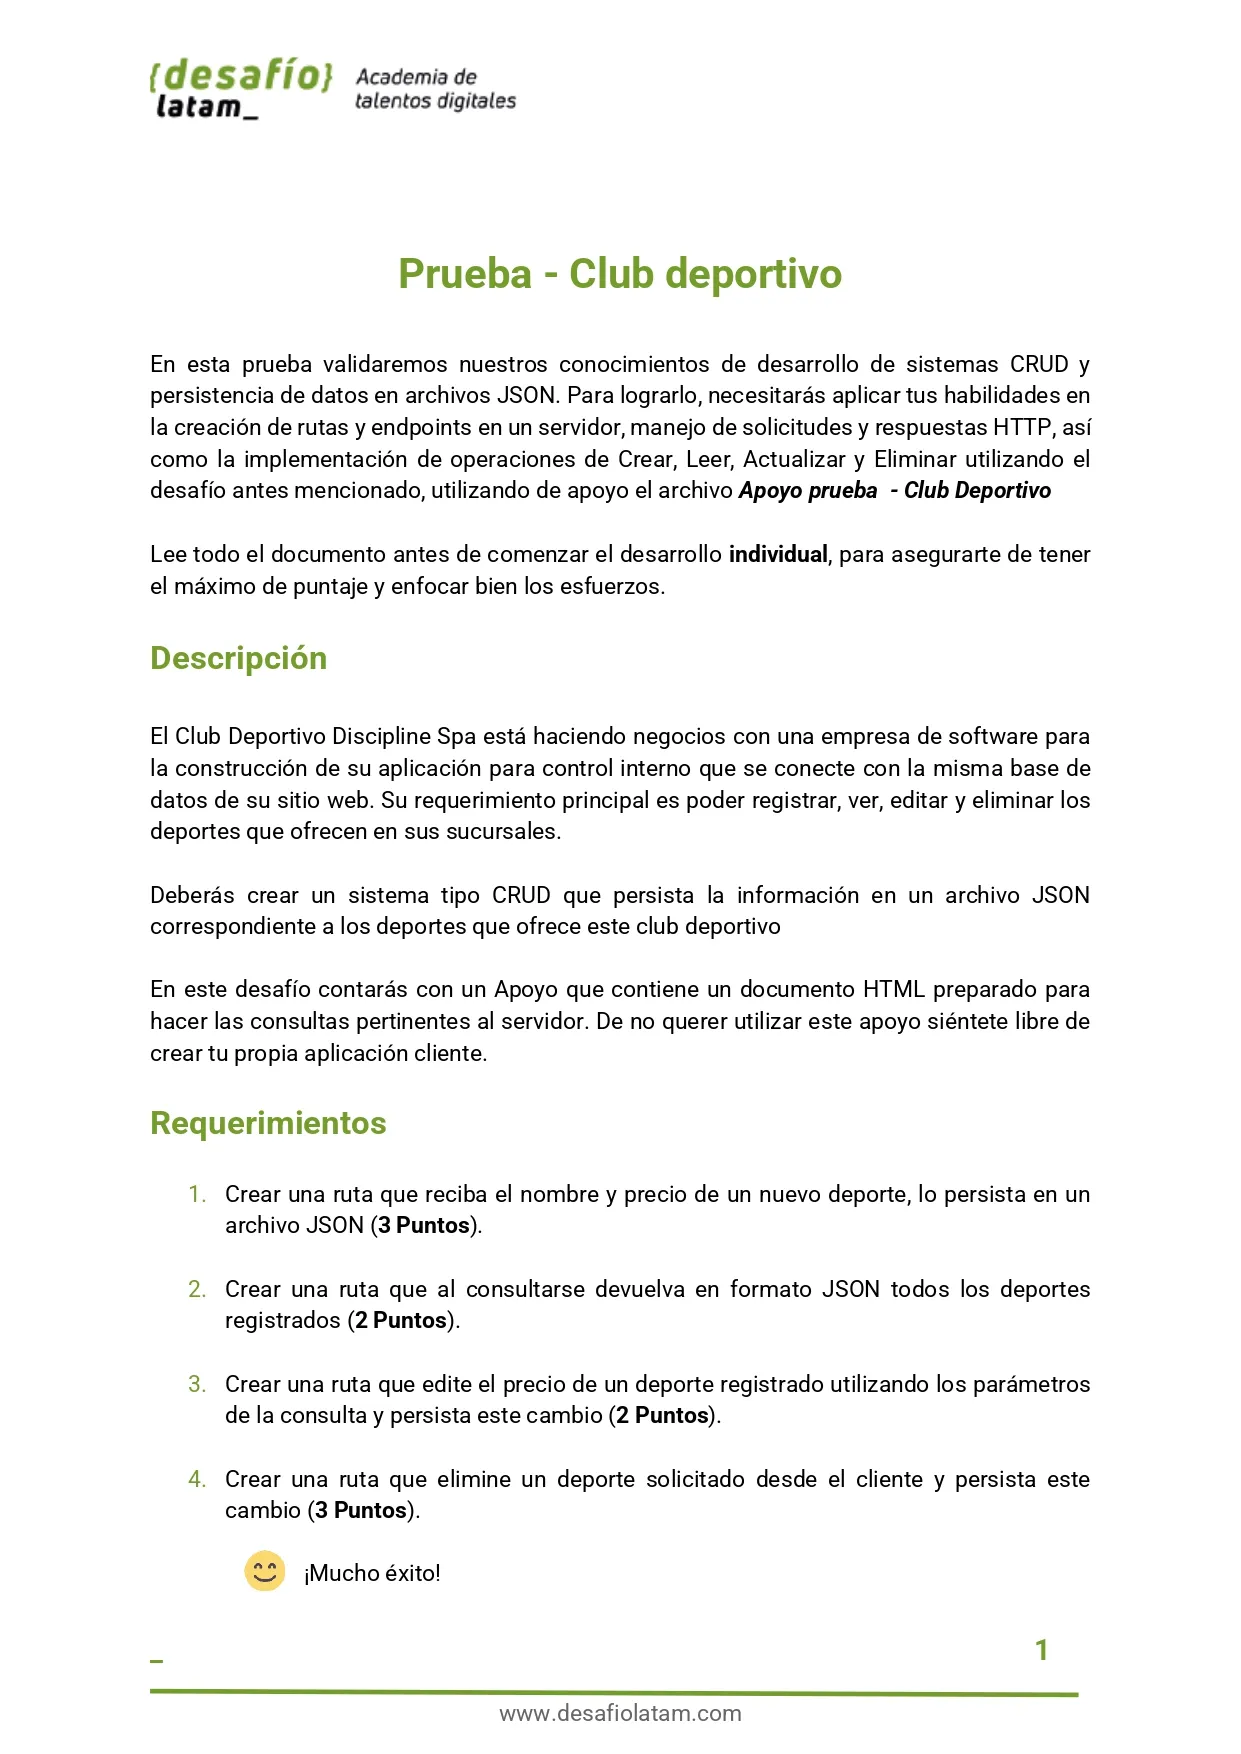 {desafío}
latam_
Academia de
talentos digitales
Prueba - Club deportivo
En esta prueba validaremos nuestros conocimientos de desarrollo de sistemas CRUD y
persistencia de datos en archivos JSON. Para lograrlo, necesitarás aplicar tus habilidades en
la creación de rutas y endpoints en un servidor, manejo de solicitudes y respuestas HTTP, así
como la implementación de operaciones de Crear, Leer, Actualizar y Eliminar utilizando el
desafío antes mencionado, utilizando de apoyo el archivo Apoyo prueba - Club Deportivo
Lee todo el documento antes de comenzar el desarrollo individual, para asegurarte de tener
el máximo de puntaje y enfocar bien los esfuerzos.
Descripción
El Club Deportivo Discipline Spa está haciendo negocios con una empresa de software para
la construcción de su aplicación para control interno que se conecte con la misma base de
datos de su sitio web. Su requerimiento principal es poder registrar, ver, editar y eliminar los
deportes que ofrecen en sus sucursales.
Deberás crear un sistema tipo CRUD que persista la información en un archivo JSON
correspondiente a los deportes que ofrece este club deportivo
En este desafío contarás con un Apoyo que contiene un documento HTML preparado para
hacer las consultas pertinentes al servidor. De no querer utilizar este apoyo siéntete libre de
crear tu propia aplicación cliente.
Requerimientos
1. Crear una ruta que reciba el nombre y precio de un nuevo deporte, lo persista en un
archivo JSON (3 Puntos).
2. Crear una ruta que al consultarse devuelva en formato JSON todos los deportes
registrados (2 Puntos).
3. Crear una ruta que edite el precio de un deporte registrado utilizando los parámetros
de la consulta y persista este cambio (2 Puntos).
4. Crear una ruta que elimine un deporte solicitado desde el cliente y persista este
cambio (3 Puntos).
¡Mucho éxito!
_ 1
www.desafiolatam.com